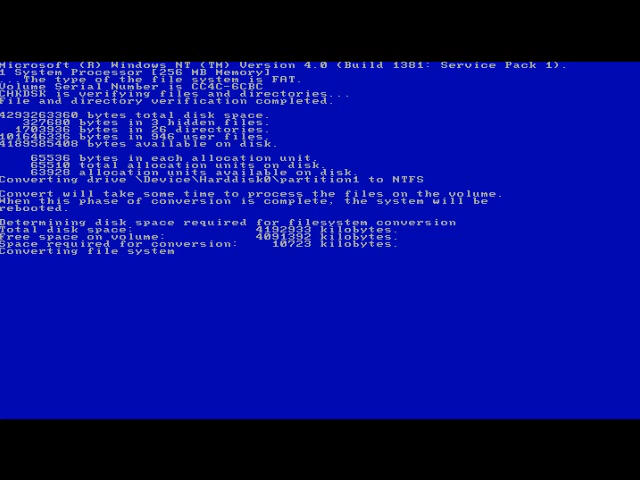 Microsoft (R) Windows NT (TM) Version 4.0 (Build 1381: Service Pack 1).
1 System Processor [256 MB Memory]
.. The type of the file system is FAT.
Volume Serial Number is CC4C-6CBC
CHKDSK is verifying files and directories...
File and directory verification completed.
4293263360 bytes total disk space.
327680 bytes in 3 hidden files.
1703936 bytes in 26 directories.
101646336 bytes in 946 user files.
4189585408 bytes available on disk.
65536 bytes in each allocation unit.
65510 total allocation units on disk.
63928 allocation units available on disk.
Converting drive \Device\Harddisk0\partition1 to NTFS
Convert will take some time to process the files on the volume.
When this phase of conversion is complete, the system will be
rebooted.
Determining disk space required for filesystem conversion
Total disk space: 4192933 kilobytes.
Free space on volume: 4091392 kilobytes.
Space required for conversion: 10723 kilobytes.
Converting file system